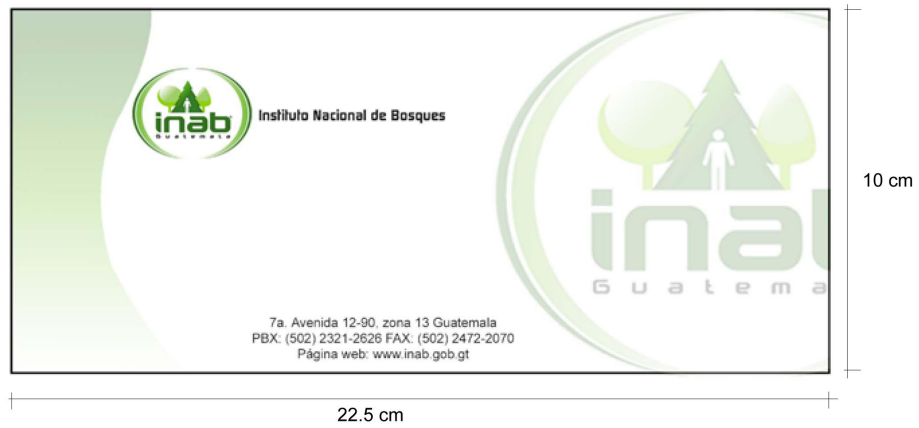 inab
Guatemala
Instituto Nacional de Bosques
inab
Guatema
7a. Avenida 12-90, zona 13 Guatemala
PBX: (502) 2321-2626 FAX: (502) 2472-2070
Página web: www.inab.gob.gt
10 cm
22.5 cm